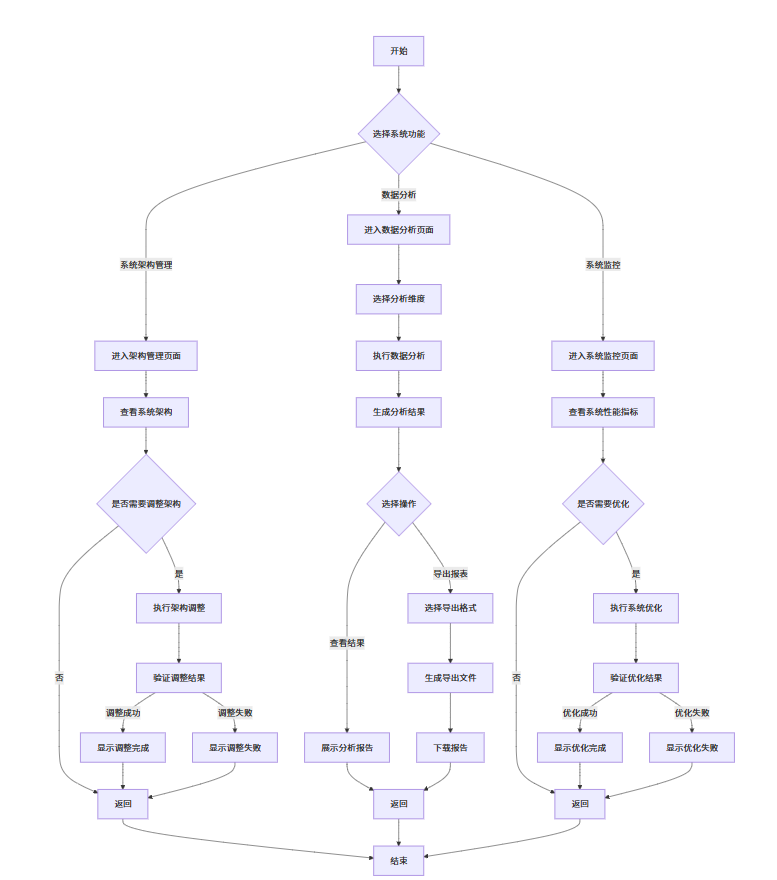 开始
选择系统功能
数据分析
进入数据分析页面
系统架构管理
系统监控
选择分析维度
进入架构管理页面
执行数据分析
进入系统监控页面
查看系统架构
生成分析结果
查看系统性能指标
是否需要调整架构
选择操作
是否需要优化
是
导出报表
是
执行架构调整
选择导出格式
执行系统优化
查看结果
否
验证调整结果
生成导出文件
否
验证优化结果
调整成功
调整失败
优化成功
优化失败
显示调整完成
显示调整失败
展示分析报告
下载报告
显示优化完成
显示优化失败
返回
返回
返回
结束